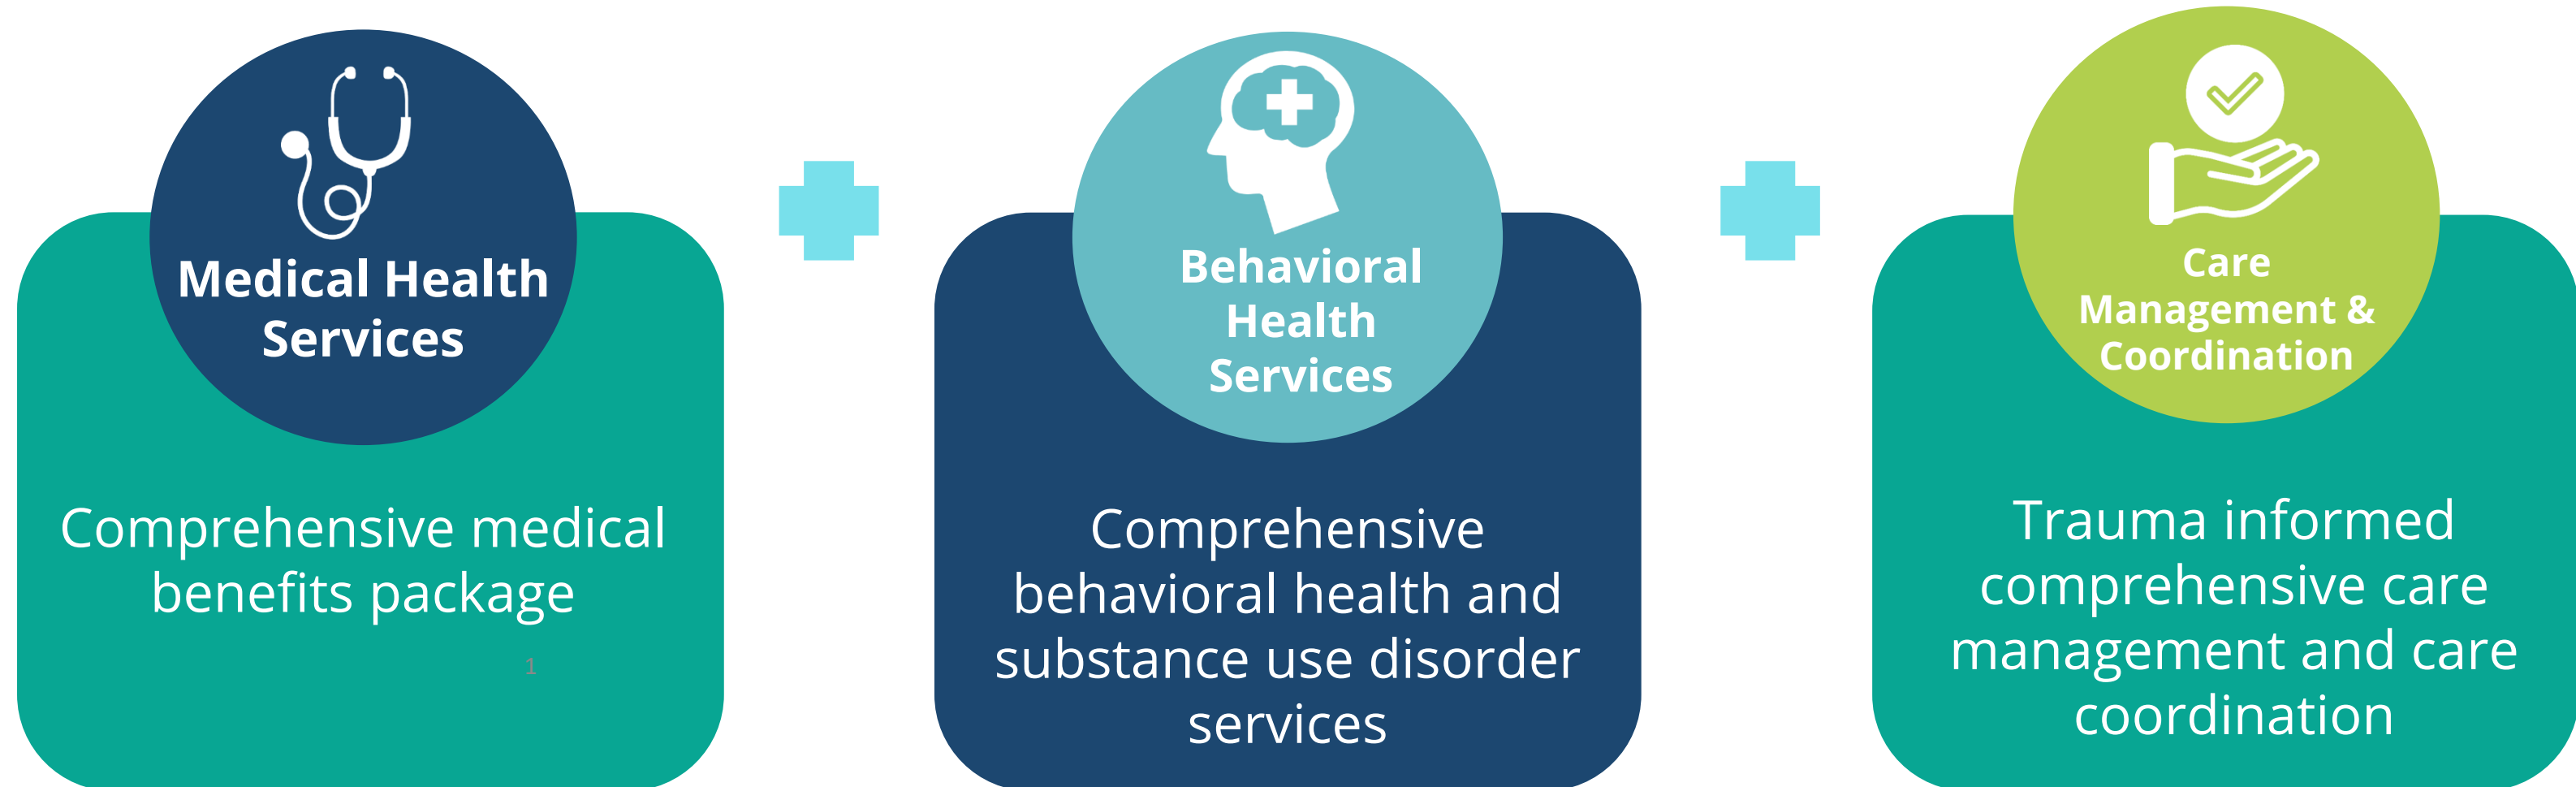 Medical Health
Services
Comprehensive medical
benefits package
1
Behavioral
Health
Services
Comprehensive
behavioral health and
substance use disorder
services
Care
Management &
Coordination
Trauma informed
comprehensive care
management and care
coordination